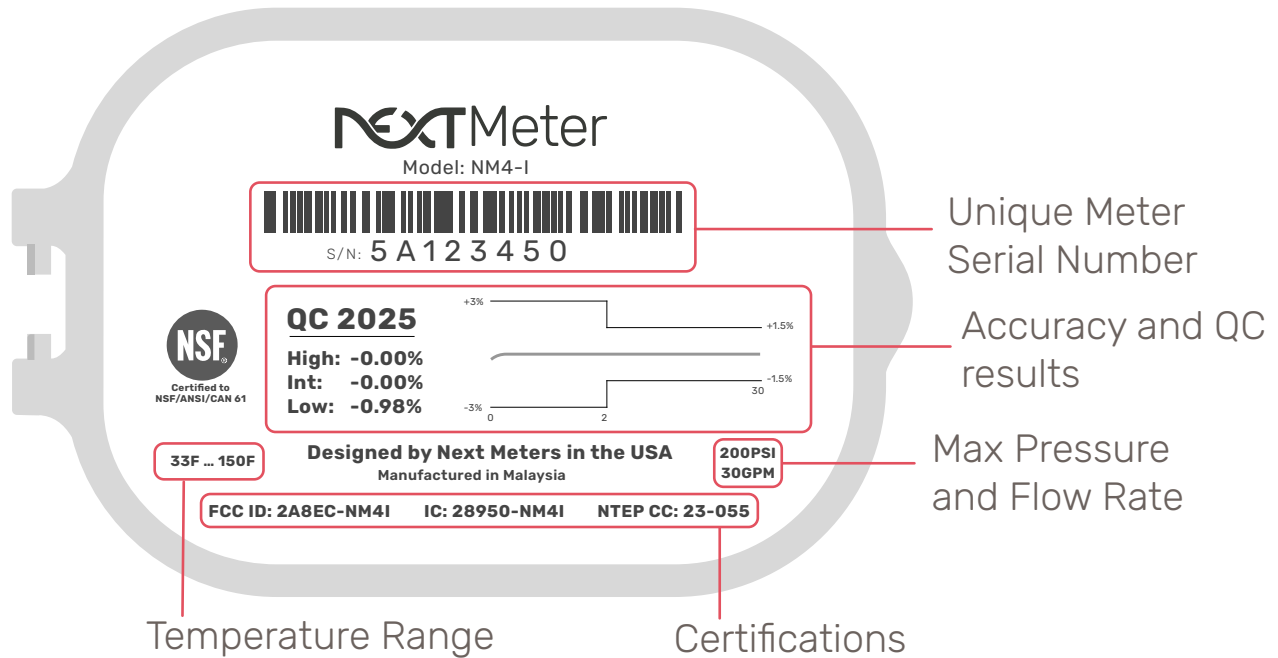 NEXTMeter
Model: NM4-I
S/N: 5A123450
Unique Meter
Serial Number
NSF®
Certified to
NSF/ANSI/CAN 61
QC 2025
High: -0.00%
Int: -0.00%
Low: -0.98%
+3%
+1.5%
-1.5%
30
-3%
0
2
Accuracy and QC
results
33F ... 150F
Designed by Next Meters in the USA
Manufactured in Malaysia
200PSI
30GPM
Max Pressure
and Flow Rate
FCC ID: 2A8EC-NM4I IC: 28950-NM4I NTEP CC: 23-055
Temperature Range
Certifications